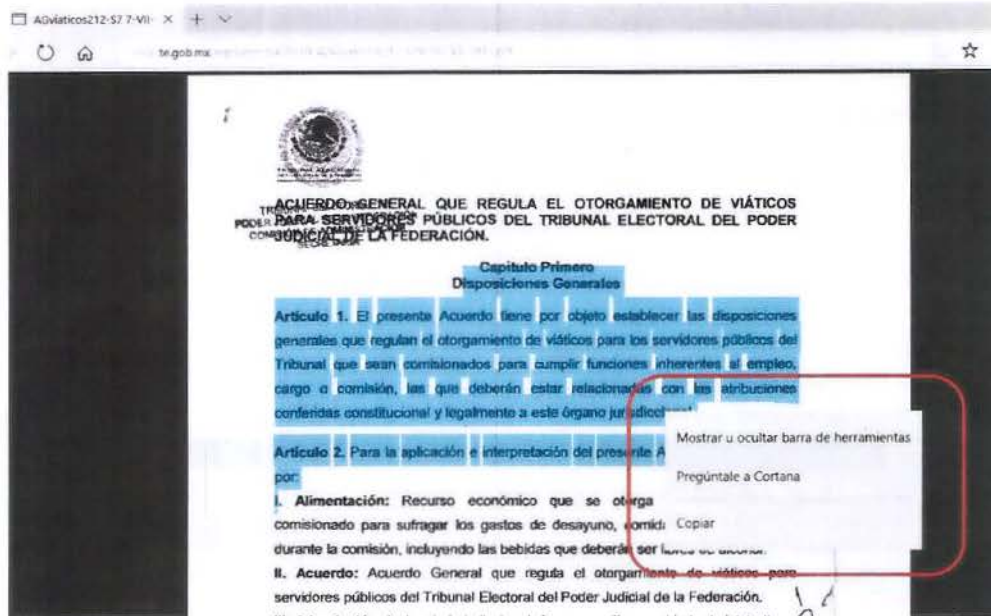 AGviaticos212-S7 7-VII-
te.gob.mx
ACUERDO GENERAL QUE REGULA EL OTORGAMIENTO DE VIÁTICOS
PARA SERVIDORES PÚBLICOS DEL TRIBUNAL ELECTORAL DEL PODER
JUDICIAL DE LA FEDERACIÓN.
Capítulo Primero
Disposiciones Generales
Artículo 1. El presente Acuerdo tiene por objeto establecer las disposiciones
generales que regulan el otorgamiento de viáticos para los servidores públicos del
Tribunal que sean comisionados para cumplir funciones inherentes al empleo,
cargo o comisión, las que deberán estar relacionadas con las atribuciones
conferidas constitucional y legalmente a este órgano
Artículo 2. Para la aplicación e interpretación del presente A
por:
I. Alimentación: Recurso económico que se otorga
comisionado para sufragar los gastos de desayuno, comida
durante la comisión, incluyendo las bebidas que deberán ser libres de alcohol.
II. Acuerdo: Acuerdo General que regula el otorgamiento de viáticos para
servidores públicos del Tribunal Electoral del Poder Judicial de la Federación.
Mostrar u ocultar barra de herramientas
Pregúntale a Cortana
Copiar